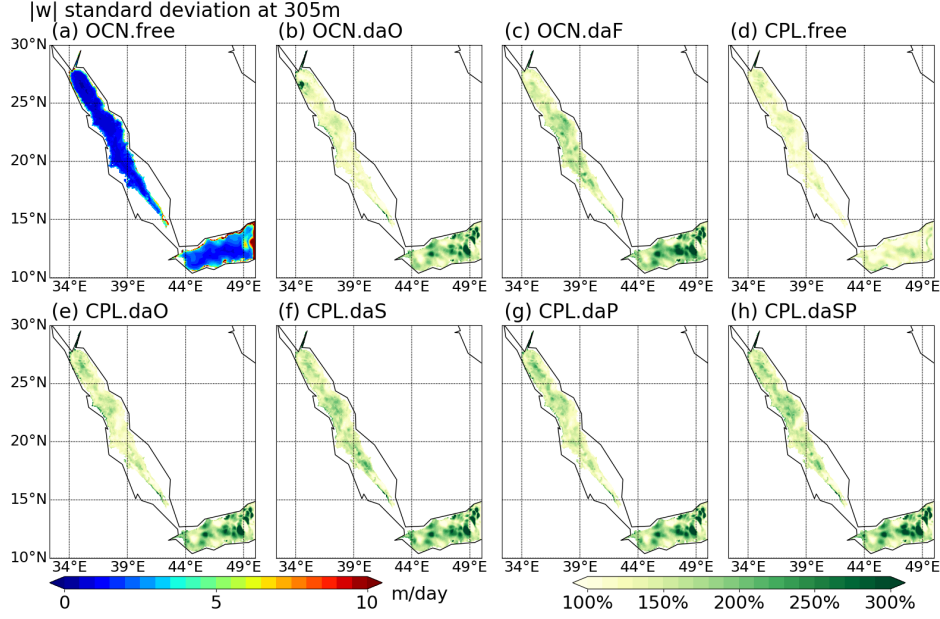 |w| standard deviation at 305m
(a) OCN.free (b) OCN.daO (c) OCN.daF (d) CPL.free
30°N
25°N
20°N
15°N
10°N
34°E 39°E 44°E 49°E 34°E 39°E 44°E 49°E 34°E 39°E 44°E 49°E 34°E 39°E 44°E 49°E
(e) CPL.daO (f) CPL.daS (g) CPL.daP (h) CPL.daSP
30°N
25°N
20°N
15°N
10°N
34°E 39°E 44°E 49°E 34°E 39°E 44°E 49°E 34°E 39°E 44°E 49°E 34°E 39°E 44°E 49°E
0 5 10 m/day 100% 150% 200% 250% 300%